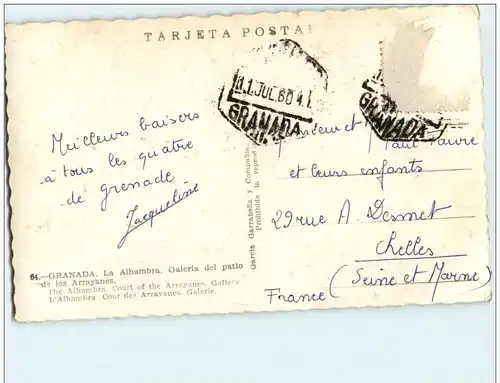 TARJETA POSTAL
11.JUL.60
GRANADA
GRANADA
Meilleurs baisers
à tous les quatre
de grenade
Jacqueline
64.—GRANADA. La Alhambra. Galería del patio
de los Arrayanes.
The Alhambra. Court of the Arrayanes. Gallery
L'Alhambra. Cour des Arrayanes. Galerie.
García Garrabella y Compañía
Prohibida la
Monsieur et
et leurs enfants
29 rue A. Desmet
Chelles
(Seine et Marne)
France